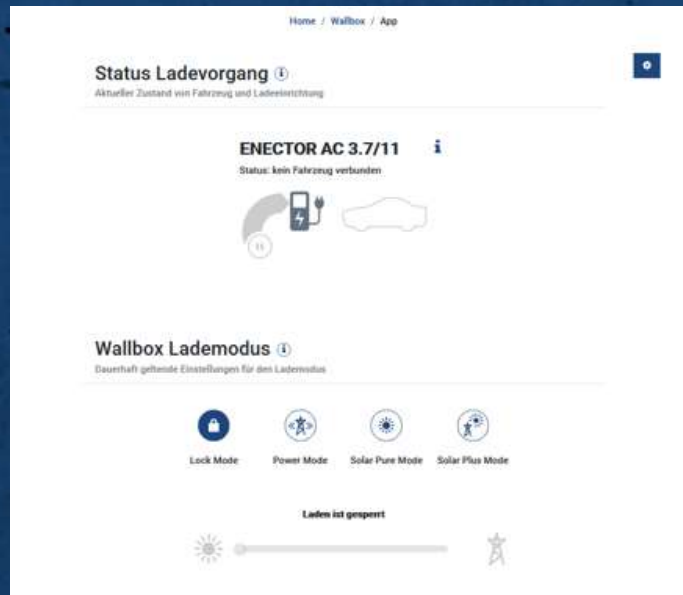 Home / Wallbox / App
Status Ladevorgang
Aktueller Zustand von Fahrzeug und Ladeeinrichtung
ENECTOR AC 3.7/11
Status: kein Fahrzeug verbunden
Wallbox Lademodus
Dauerhaft geltende Einstellungen für den Lademodus
Lock Mode Power Mode Solar Pure Mode Solar Plus Mode
Laden ist gesperrt